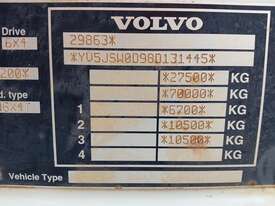 VOLVO
Drive
6X4
29863*
*YV5JSW0D96D131445*
200*
*27500* KG
*70000* KG
d. type
1 *6700* KG
2 *10500* KG
3 *10500* KG
4 KG
Vehicle Type